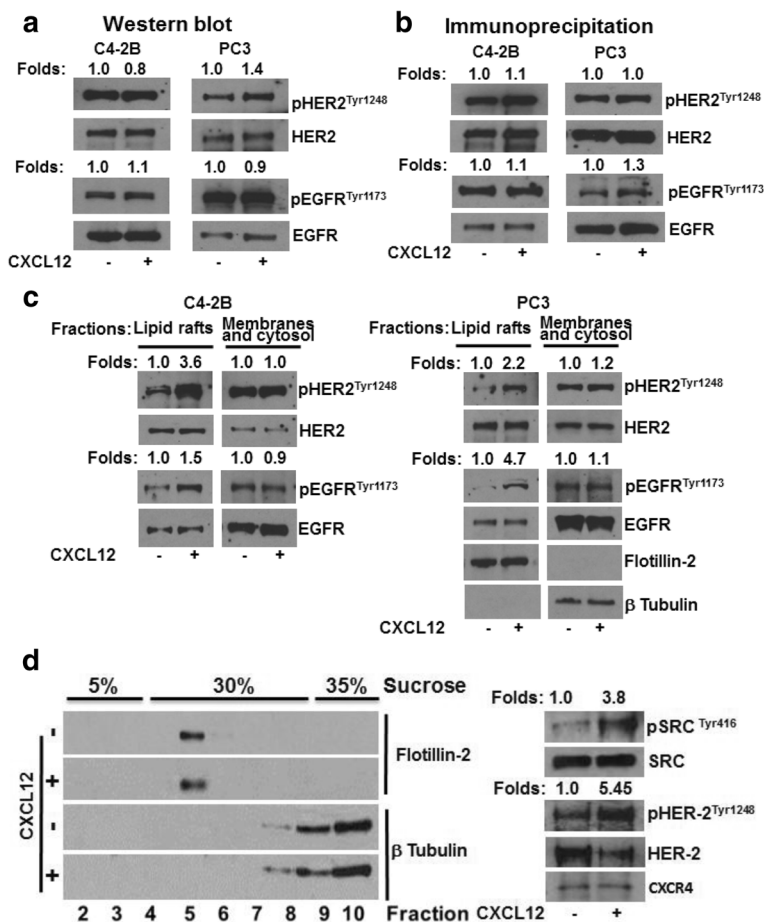 a Western blot
C4-2B PC3
Folds: 1.0 0.8 1.0 1.4
pHER2Tyr1248
HER2
Folds: 1.0 1.1 1.0 0.9
pEGFRTyr1173
EGFR
CXCL12 - + - +
b Immunoprecipitation
C4-2B PC3
Folds: 1.0 1.1 1.0 1.0
pHER2Tyr1248
HER2
Folds: 1.0 1.1 1.0 1.3
pEGFRTyr1173
EGFR
CXCL12 - + - +
c
C4-2B
Fractions: Lipid rafts Membranes and cytosol
Folds: 1.0 3.6 1.0 1.0
pHER2Tyr1248
HER2
Folds: 1.0 1.5 1.0 0.9
pEGFRTyr1173
EGFR
CXCL12 - + - +
PC3
Fractions: Lipid rafts Membranes and cytosol
Folds: 1.0 2.2 1.0 1.2
pHER2Tyr1248
HER2
Folds: 1.0 4.7 1.0 1.1
pEGFRTyr1173
EGFR
Flotillin-2
β Tubulin
CXCL12 - + - +
d
5% 30% 35% Sucrose
CXCL12
-
+
Flotillin-2
-
+
β Tubulin
2 3 4 5 6 7 8 9 10 Fraction
Folds: 1.0 3.8
pSRC Tyr416
SRC
Folds: 1.0 5.45
pHER-2Tyr1248
HER-2
CXCR4
CXCL12 - +